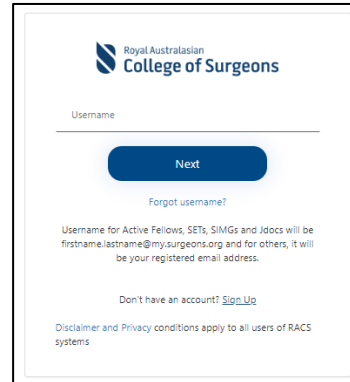 Royal Australasian
College of Surgeons
Username
Next
Forgot username?
Username for Active Fellows, SETs, SIMGs and Jdocs will be
firstname.lastname@my.surgeons.org and for others, it will
be your registered email address.
Don't have an account? Sign Up
Disclaimer and Privacy conditions apply to all users of RACS
systems